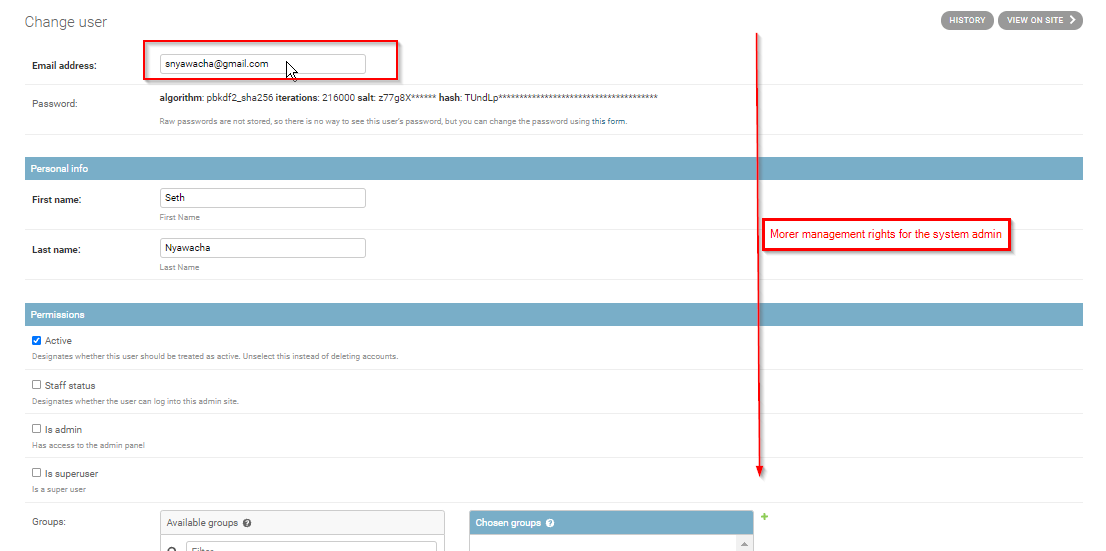 Change user
HISTORY
VIEW ON SITE
Email address:
snyawacha@gmail.com
Password:
algorithm: pbkdf2_sha256 iterations: 216000 salt: z77g8X****** hash: TUndLp**************************************
Raw passwords are not stored, so there is no way to see this user's password, but you can change the password using this form.
Personal info
First name:
Seth
First Name
Morer management rights for the system admin
Last name:
Nyawacha
Last Name
Permissions
Active
Designates whether this user should be treated as active. Unselect this instead of deleting accounts.
Staff status
Designates whether the user can log into this admin site.
Is admin
Has access to the admin panel
Is superuser
Is a super user
Groups:
Available groups
Chosen groups
Filter